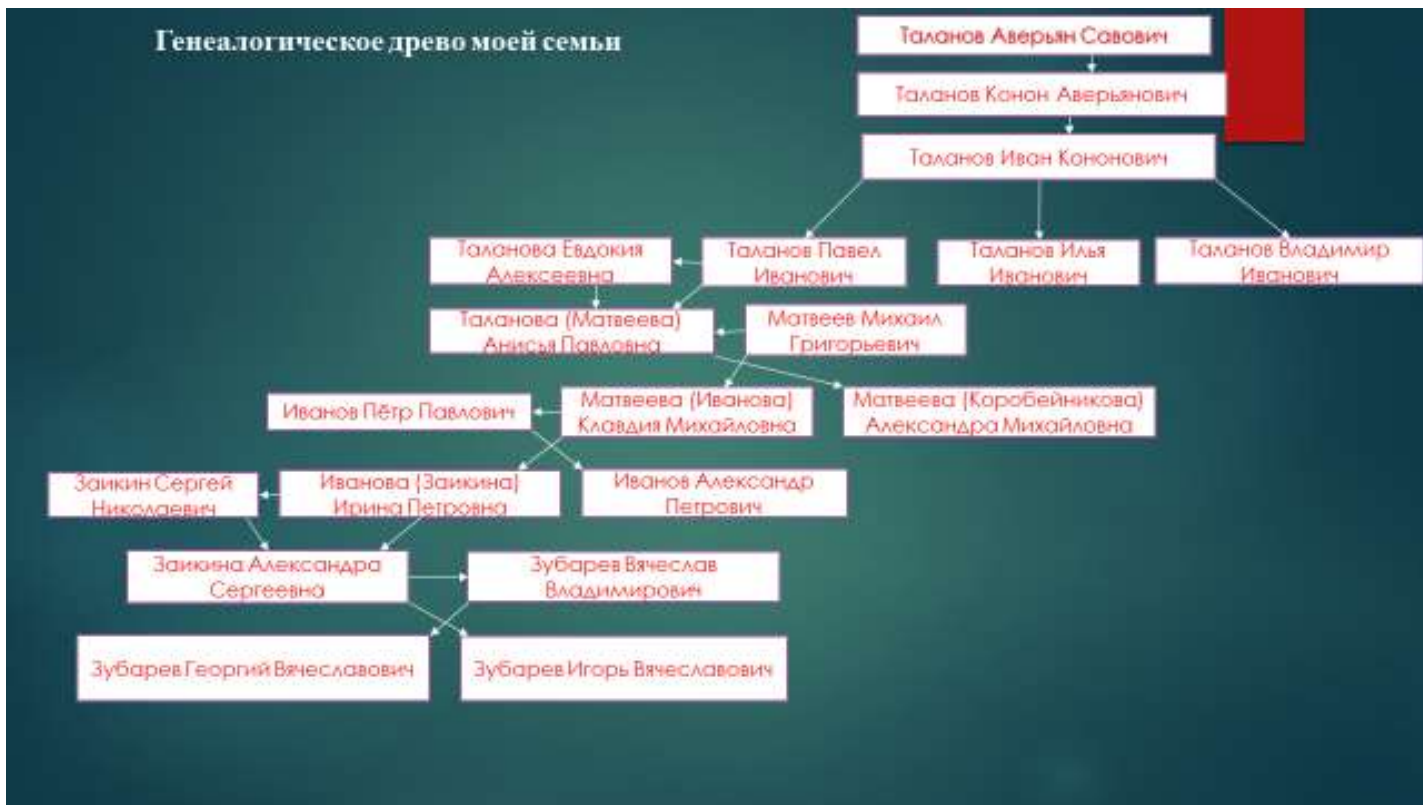 Генеалогическое древо моей семьи
Таланов Аверьян Савович
Таланов Конон Аверьянович
Таланов Иван Кононович
Таланова Евдокия
Алексеевна
Таланов Павел
Иванович
Таланов Илья
Иванович
Таланов Владимир
Иванович
Таланова (Матвеева)
Анисья Павловна
Матвеев Михаил
Григорьевич
Иванов Пётр Павлович
Матвеева (Иванова)
Клавдия Михайловна
Матвеева (Коробейникова)
Александра Михайловна
Заикин Сергей
Николаевич
Иванова (Заикина)
Ирина Петровна
Иванов Александр
Петрович
Заикина Александра
Сергеевна
Зубарев Вячеслав
Владимирович
Зубарев Георгий Вячеславович
Зубарев Игорь Вячеславович